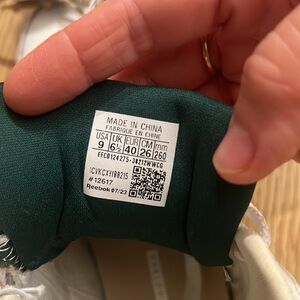 MADE IN CHINA
FABRIQUE EN CHINE
USA UK EUR CM mm
9 6½ 40 26 260
#12617
Reebok 07/23